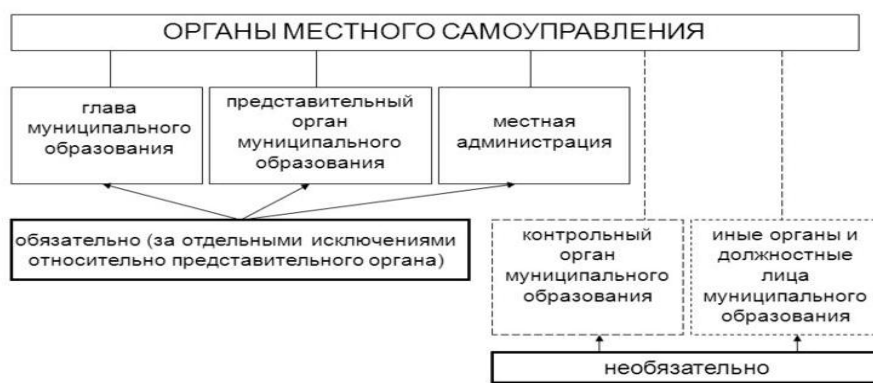 ОРГАНЫ МЕСТНОГО САМОУПРАВЛЕНИЯ
глава
муниципального
образования
представительный
орган
муниципального
образования
местная
администрация
обязательно (за отдельными исключениями
относительно представительного органа)
контрольный
орган
муниципального
образования
иные органы и
должностные
лица
муниципального
образования
необязательно